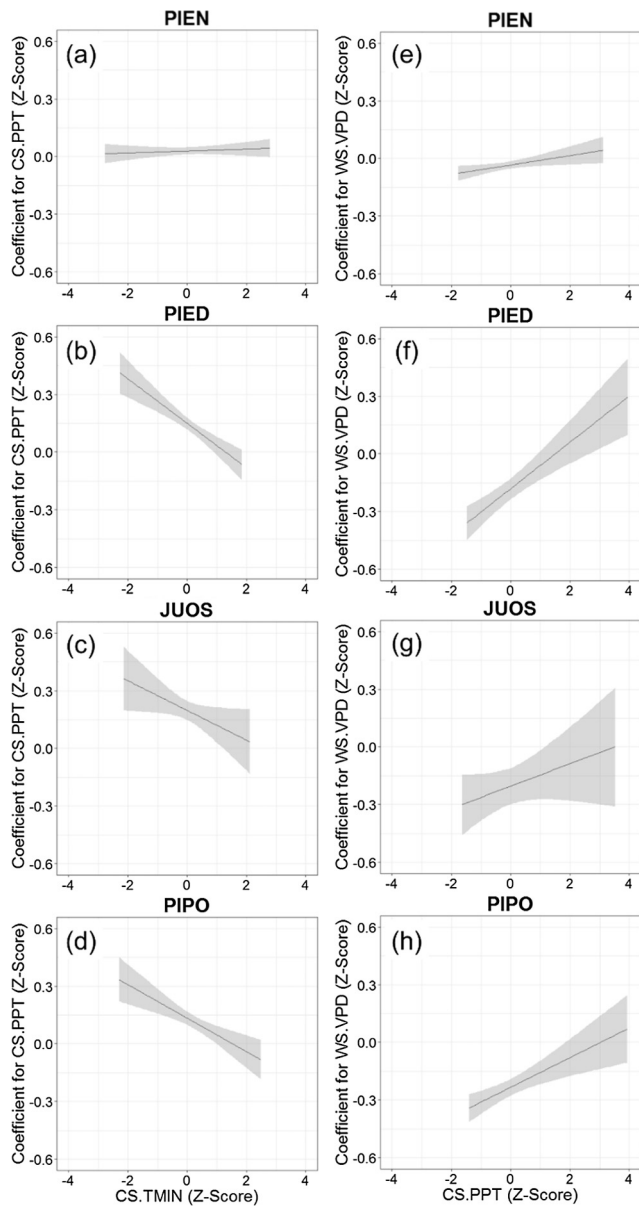 PIEN
(a)
Coefficient for CS.PPT (Z-Score)
0.6
0.3
0.0
-0.3
-0.6
-4 -2 0 2 4
PIEN
(e)
Coefficient for WS.VPD (Z-Score)
0.6
0.3
0.0
-0.3
-0.6
-4 -2 0 2 4
PIED
(b)
Coefficient for CS.PPT (Z-Score)
0.6
0.3
0.0
-0.3
-0.6
-4 -2 0 2 4
PIED
(f)
Coefficient for WS.VPD (Z-Score)
0.6
0.3
0.0
-0.3
-0.6
-4 -2 0 2 4
JUOS
(c)
Coefficient for CS.PPT (Z-Score)
0.6
0.3
0.0
-0.3
-0.6
-4 -2 0 2 4
JUOS
(g)
Coefficient for WS.VPD (Z-Score)
0.6
0.3
0.0
-0.3
-0.6
-4 -2 0 2 4
PIPO
(d)
Coefficient for CS.PPT (Z-Score)
0.6
0.3
0.0
-0.3
-0.6
-4 -2 0 2 4
CS.TMIN (Z-Score)
PIPO
(h)
Coefficient for WS.VPD (Z-Score)
0.6
0.3
0.0
-0.3
-0.6
-4 -2 0 2 4
CS.PPT (Z-Score)